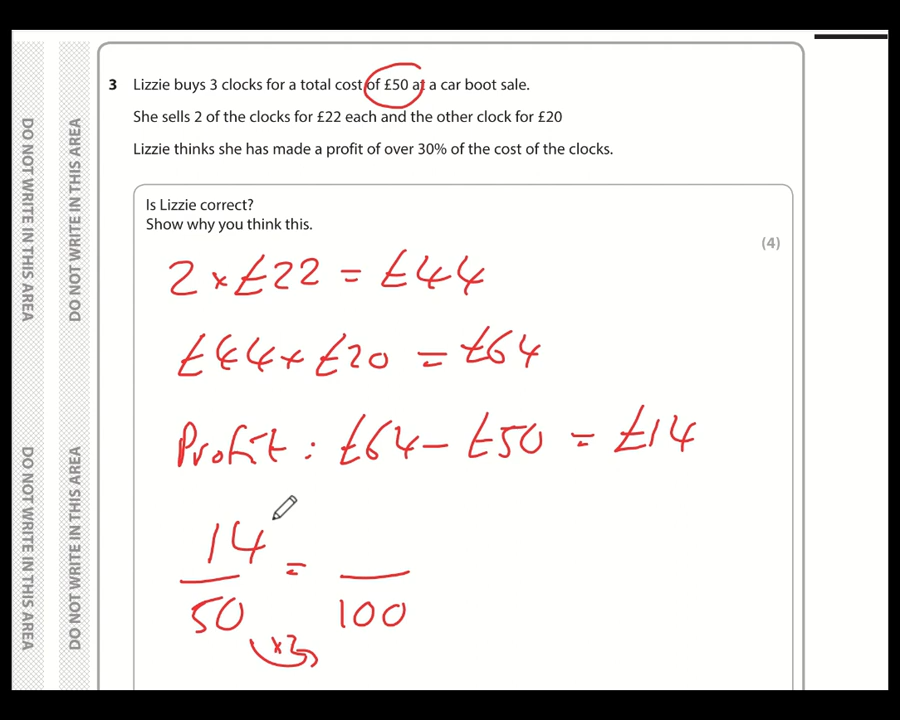 3 Lizzie buys 3 clocks for a total cost of £50 at a car boot sale.
She sells 2 of the clocks for £22 each and the other clock for £20
Lizzie thinks she has made a profit of over 30% of the cost of the clocks.
Is Lizzie correct?
Show why you think this.
(4)
2 × £22 = £44
£44 + £20 = £64
Profit : £64 - £50 = £14
14 =
50 100
×2
DO NOT WRITE IN THIS AREA
DO NOT WRITE IN THIS AREA
DO NOT WRITE IN THIS AREA
DO NOT WRITE IN THIS AREA